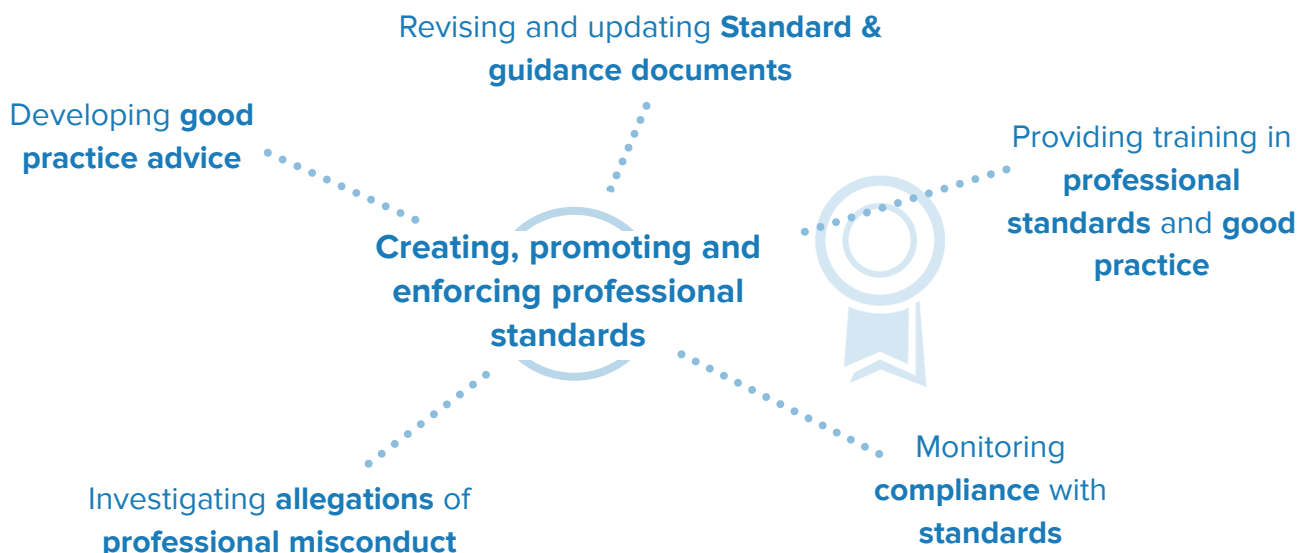 Revising and updating Standard &
guidance documents
Developing good
practice advice
Providing training in
professional
standards and good
practice
Creating, promoting and
enforcing professional
standards
Monitoring
compliance with
standards
Investigating allegations of
professional misconduct